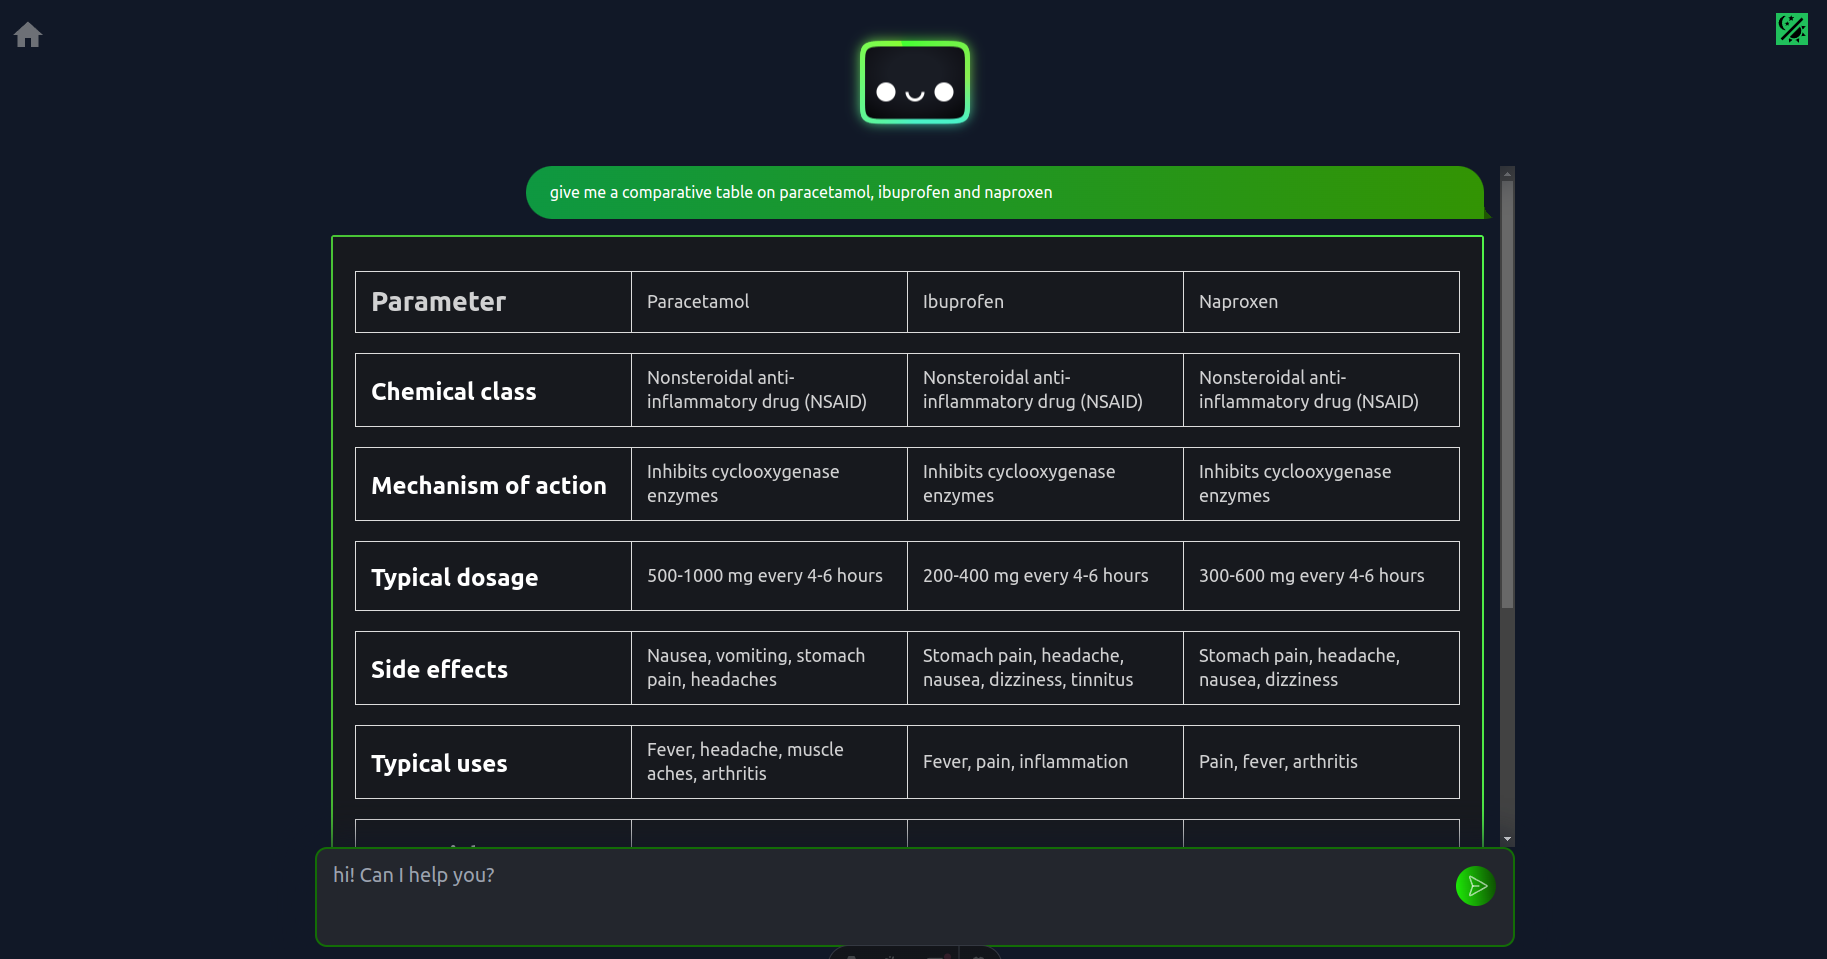 give me a comparative table on paracetamol, ibuprofen and naproxen
Parameter
Paracetamol
Ibuprofen
Naproxen
Chemical class
Nonsteroidal anti-
inflammatory drug (NSAID)
Nonsteroidal anti-
inflammatory drug (NSAID)
Nonsteroidal anti-
inflammatory drug (NSAID)
Mechanism of action
Inhibits cyclooxygenase
enzymes
Inhibits cyclooxygenase
enzymes
Inhibits cyclooxygenase
enzymes
Typical dosage
500-1000 mg every 4-6 hours
200-400 mg every 4-6 hours
300-600 mg every 4-6 hours
Side effects
Nausea, vomiting, stomach
pain, headaches
Stomach pain, headache,
nausea, dizziness, tinnitus
Stomach pain, headache,
nausea, dizziness
Typical uses
Fever, headache, muscle
aches, arthritis
Fever, pain, inflammation
Pain, fever, arthritis
hi! Can I help you?